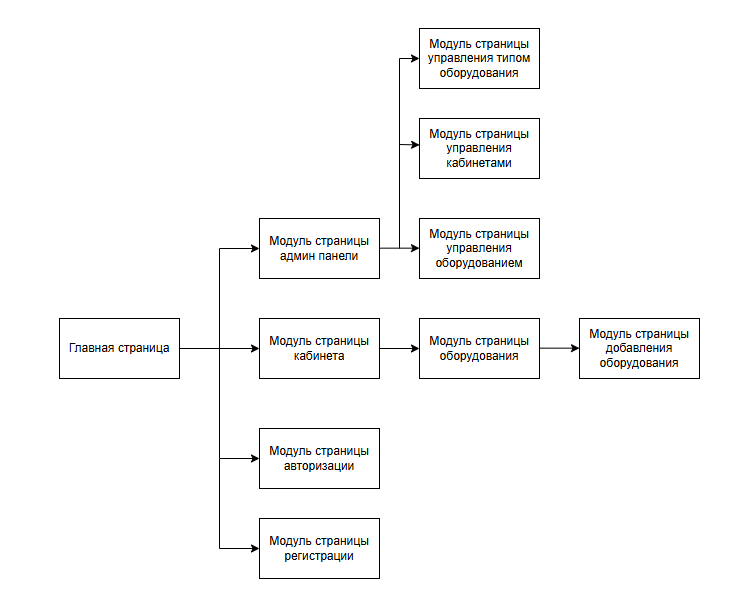 Модуль страницы
управления типом
оборудования
Модуль страницы
управления
кабинетами
Модуль страницы
админ панели
Модуль страницы
управления
оборудованием
Главная страница
Модуль страницы
кабинета
Модуль страницы
оборудования
Модуль страницы
добавления
оборудования
Модуль страницы
авторизации
Модуль страницы
регистрации